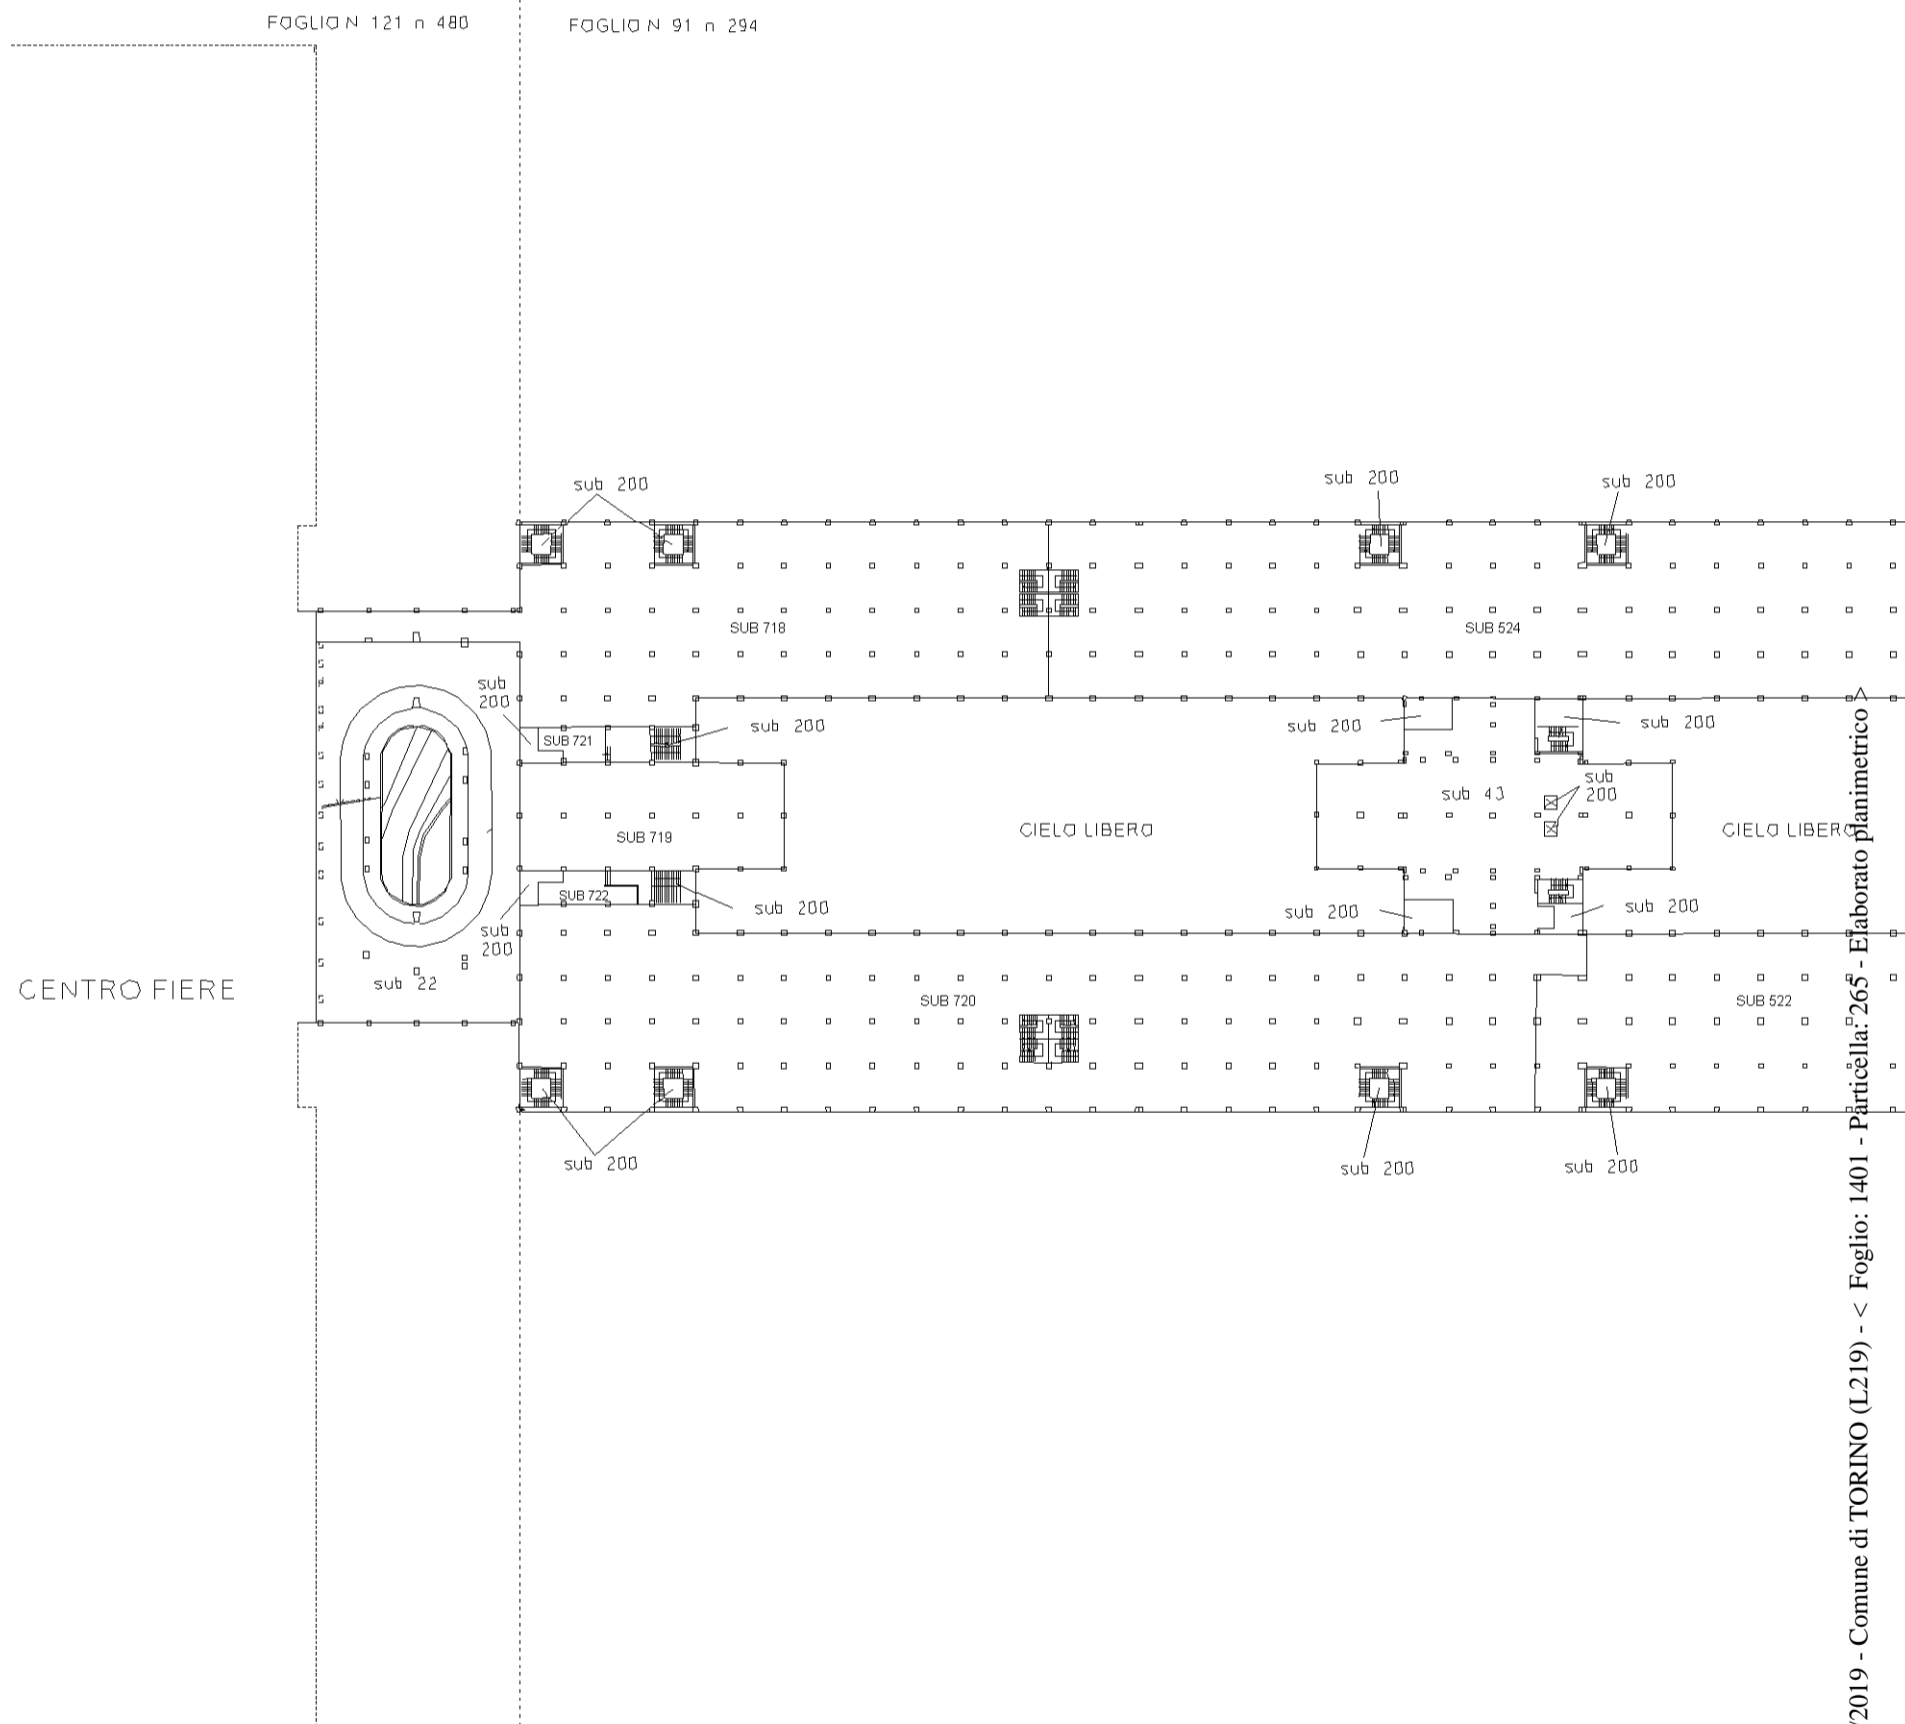 FOGLIO N 121 n 480
FOGLIO N 91 n 294
sub 200
sub 200
sub 200
SUB 718
SUB 524
sub
200
sub 200
sub 200
sub 200
SUB 721
sub
200
sub 43
CIELO LIBERO
CIELO LIBERO
SUB 719
SUB 722
sub 200
sub 200
sub 200
sub
200
sub 22
CENTRO FIERE
SUB 720
SUB 522
sub 200
sub 200
sub 200
/2019 - Comune di TORINO (L219) - < Foglio: 1401 - Particella: 265 - Elaborato planimetrico >